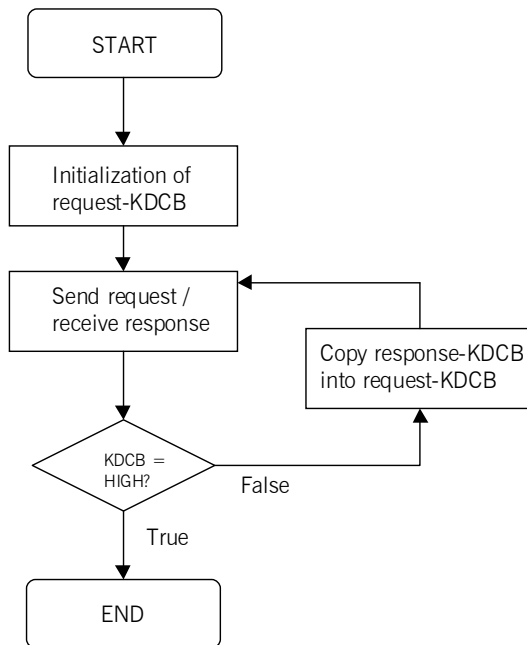 START
Initialization of
request-KDCB
Send request /
receive response
Copy response-KDCB
into request-KDCB
KDCB =
HIGH?
False
True
END